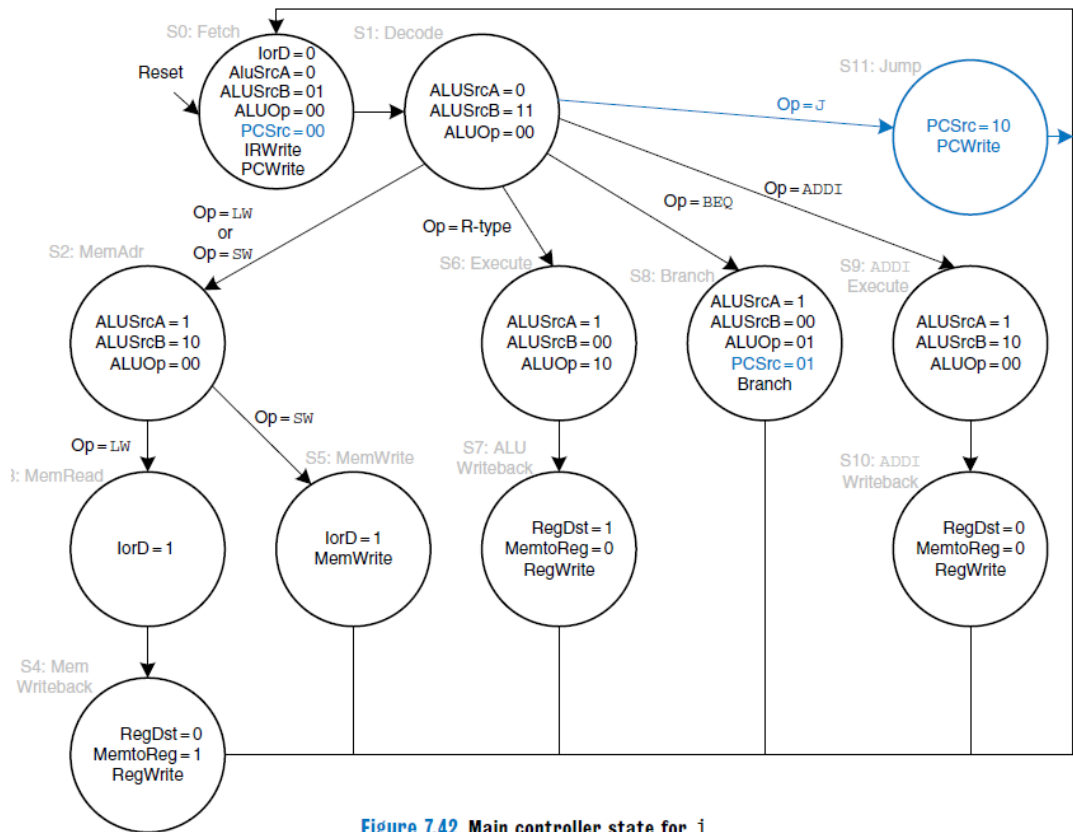 S0: Fetch
S1: Decode
Reset
IorD = 0
AluSrcA = 0
ALUSrcB = 01
ALUOp = 00
PCSrc = 00
IRWrite
PCWrite
ALUSrcA = 0
ALUSrcB = 11
ALUOp = 00
S11: Jump
Op = J
PCSrc = 10
PCWrite
Op = LW
or
Op = SW
Op = R-type
Op = BEQ
Op = ADDI
S2: MemAdr
ALUSrcA = 1
ALUSrcB = 10
ALUOp = 00
S6: Execute
ALUSrcA = 1
ALUSrcB = 00
ALUOp = 10
S8: Branch
ALUSrcA = 1
ALUSrcB = 00
ALUOp = 01
PCSrc = 01
Branch
S9: ADDI
Execute
ALUSrcA = 1
ALUSrcB = 10
ALUOp = 00
Op = LW
Op = SW
: MemRead
IorD = 1
S5: MemWrite
IorD = 1
MemWrite
S7: ALU
Writeback
RegDst = 1
MemtoReg = 0
RegWrite
S10: ADDI
Writeback
RegDst = 0
MemtoReg = 0
RegWrite
S4: Mem
Writeback
RegDst = 0
MemtoReg = 1
RegWrite
Figure 7.42 Main controller state for j